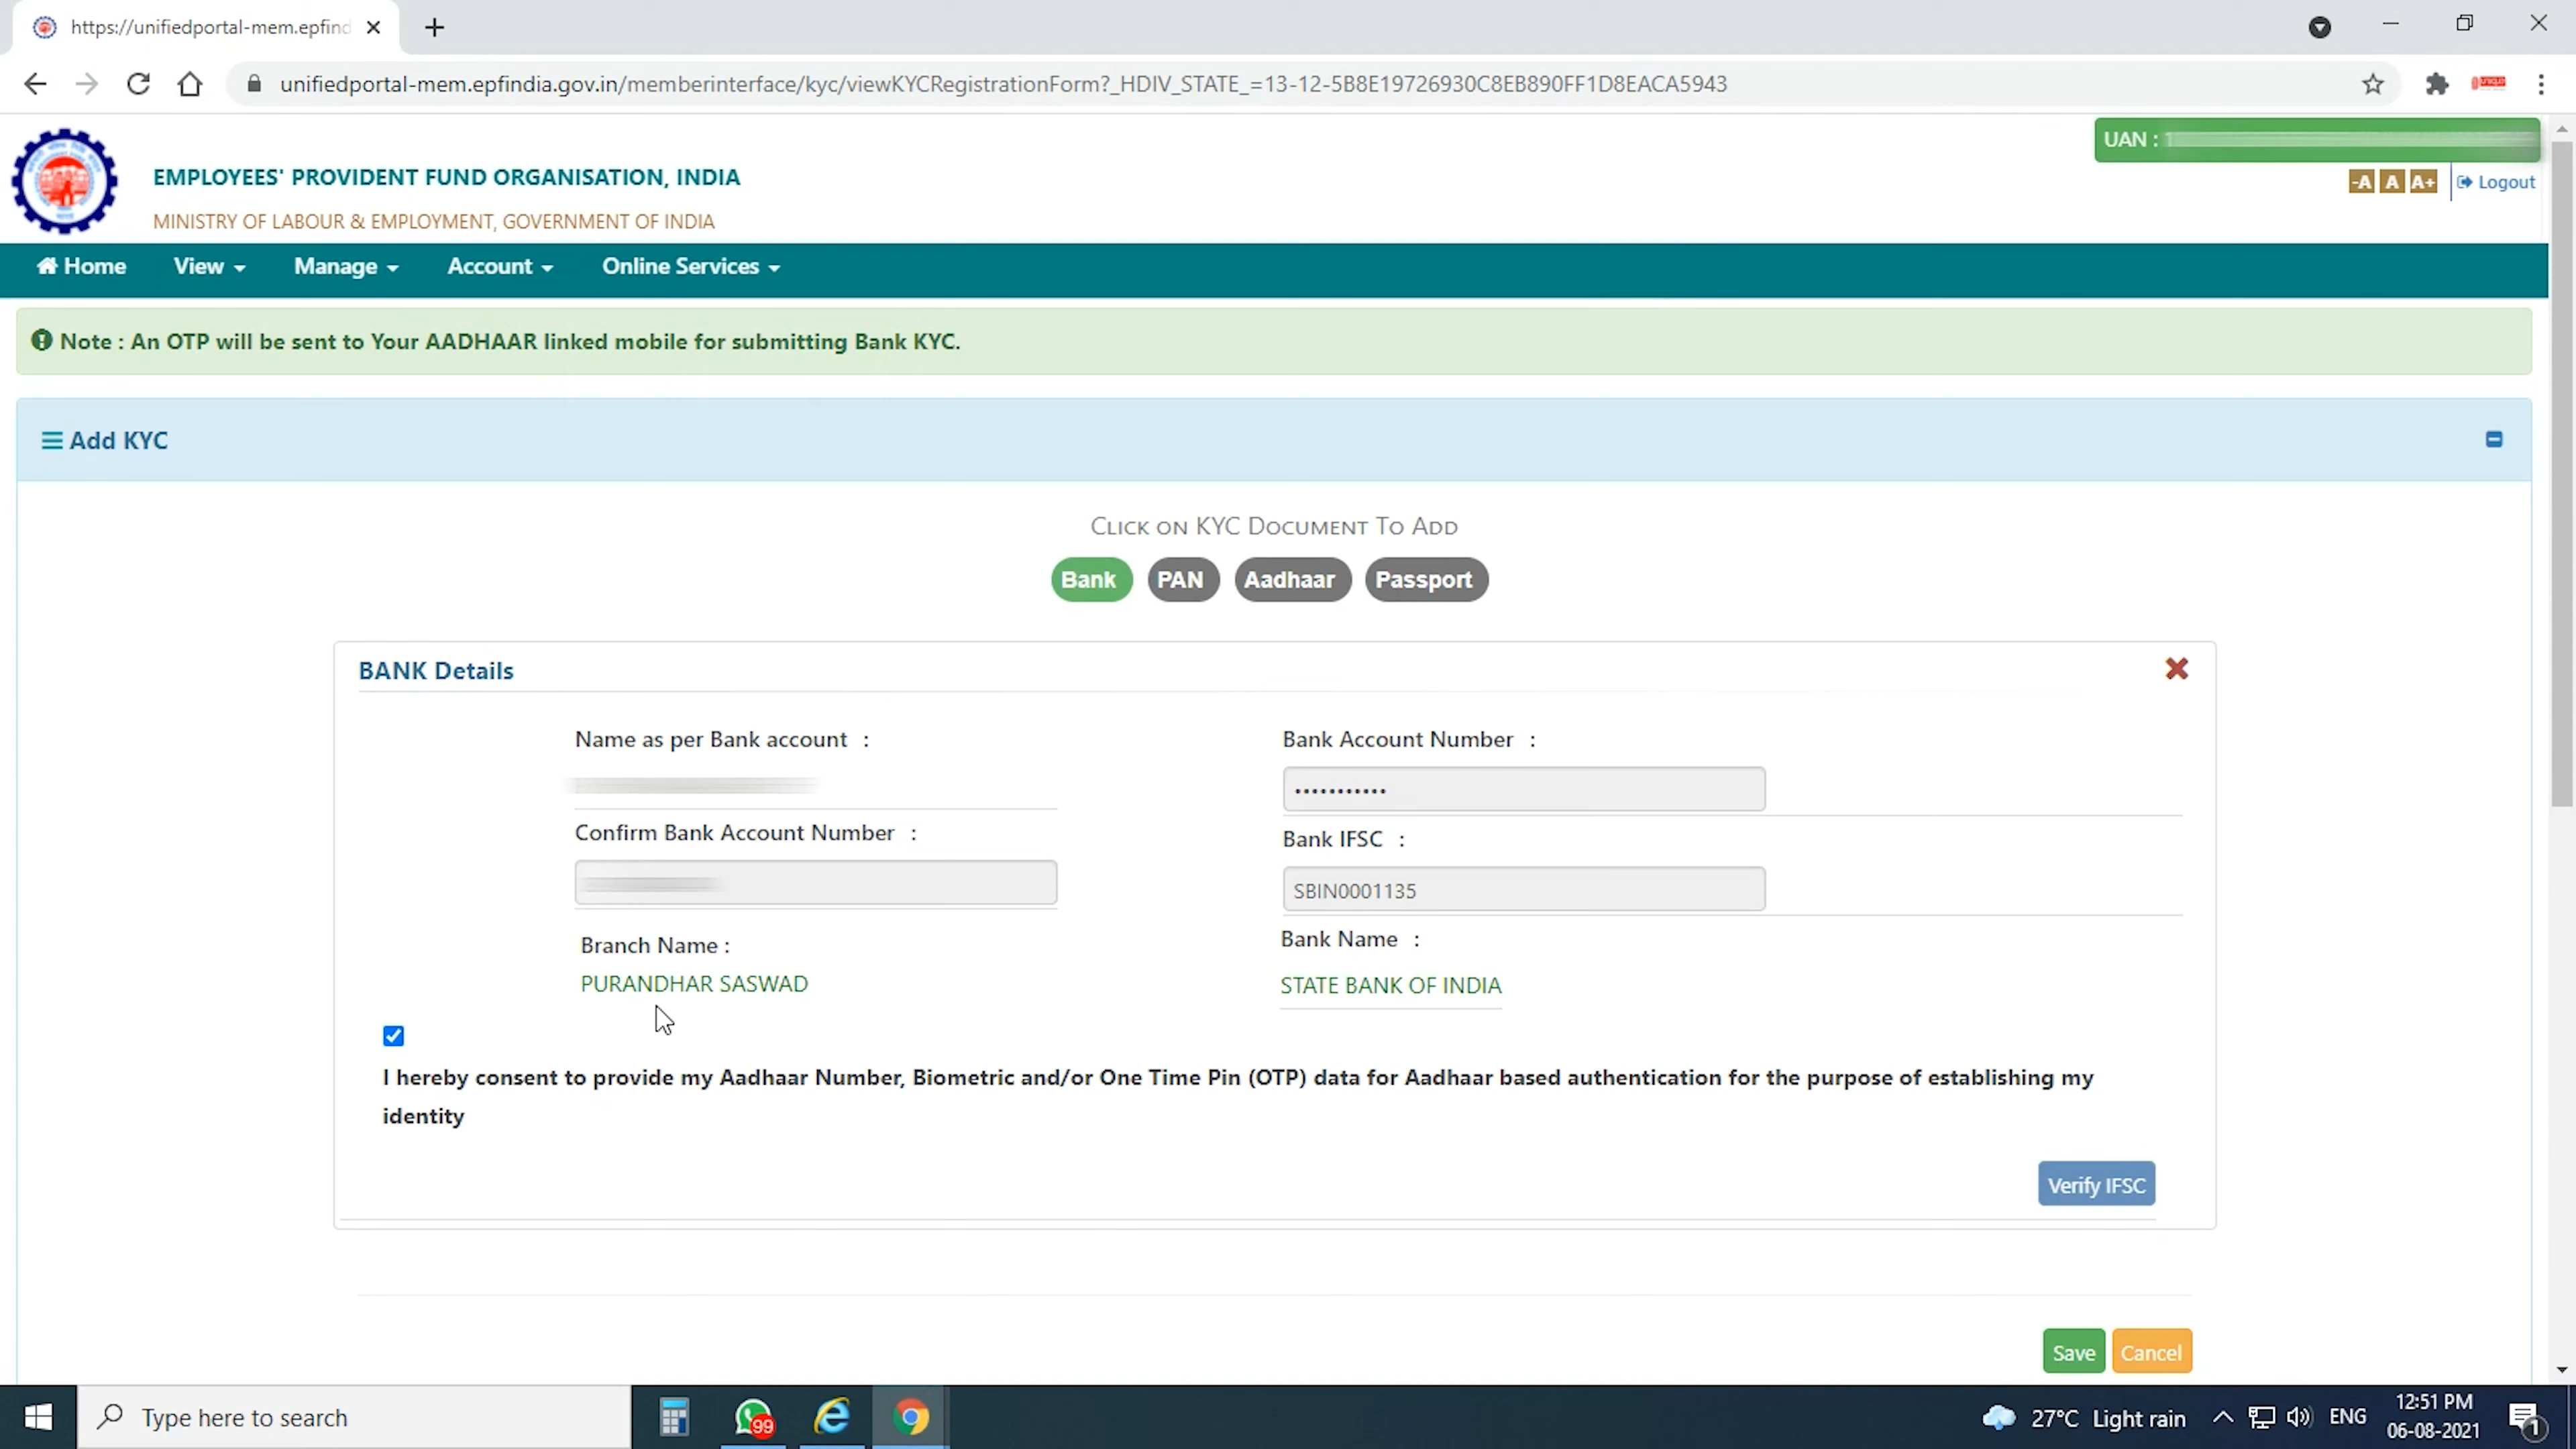 https://unifiedportal-mem.epfind
unifiedportal-mem.epfindia.gov.in/memberinterface/kyc/viewKYCRegistrationForm?_HDIV_STATE_=13-12-5B8E19726930C8EB890FF1D8EACA5943
UAN :
EMPLOYEES' PROVIDENT FUND ORGANISATION, INDIA
-A A A+ Logout
MINISTRY OF LABOUR & EMPLOYMENT, GOVERNMENT OF INDIA
Home View Manage Account Online Services
Note : An OTP will be sent to Your AADHAAR linked mobile for submitting Bank KYC.
Add KYC
CLICK ON KYC DOCUMENT TO ADD
Bank PAN Aadhaar Passport
BANK Details
Name as per Bank account : Bank Account Number :
•••••••••••
Confirm Bank Account Number : Bank IFSC :
SBIN0001135
Branch Name : Bank Name :
PURANDHAR SASWAD STATE BANK OF INDIA
I hereby consent to provide my Aadhaar Number, Biometric and/or One Time Pin (OTP) data for Aadhaar based authentication for the purpose of establishing my
identity
Verify IFSC
Save Cancel
Type here to search 99 27°C Light rain ENG 12:51 PM
06-08-2021 1